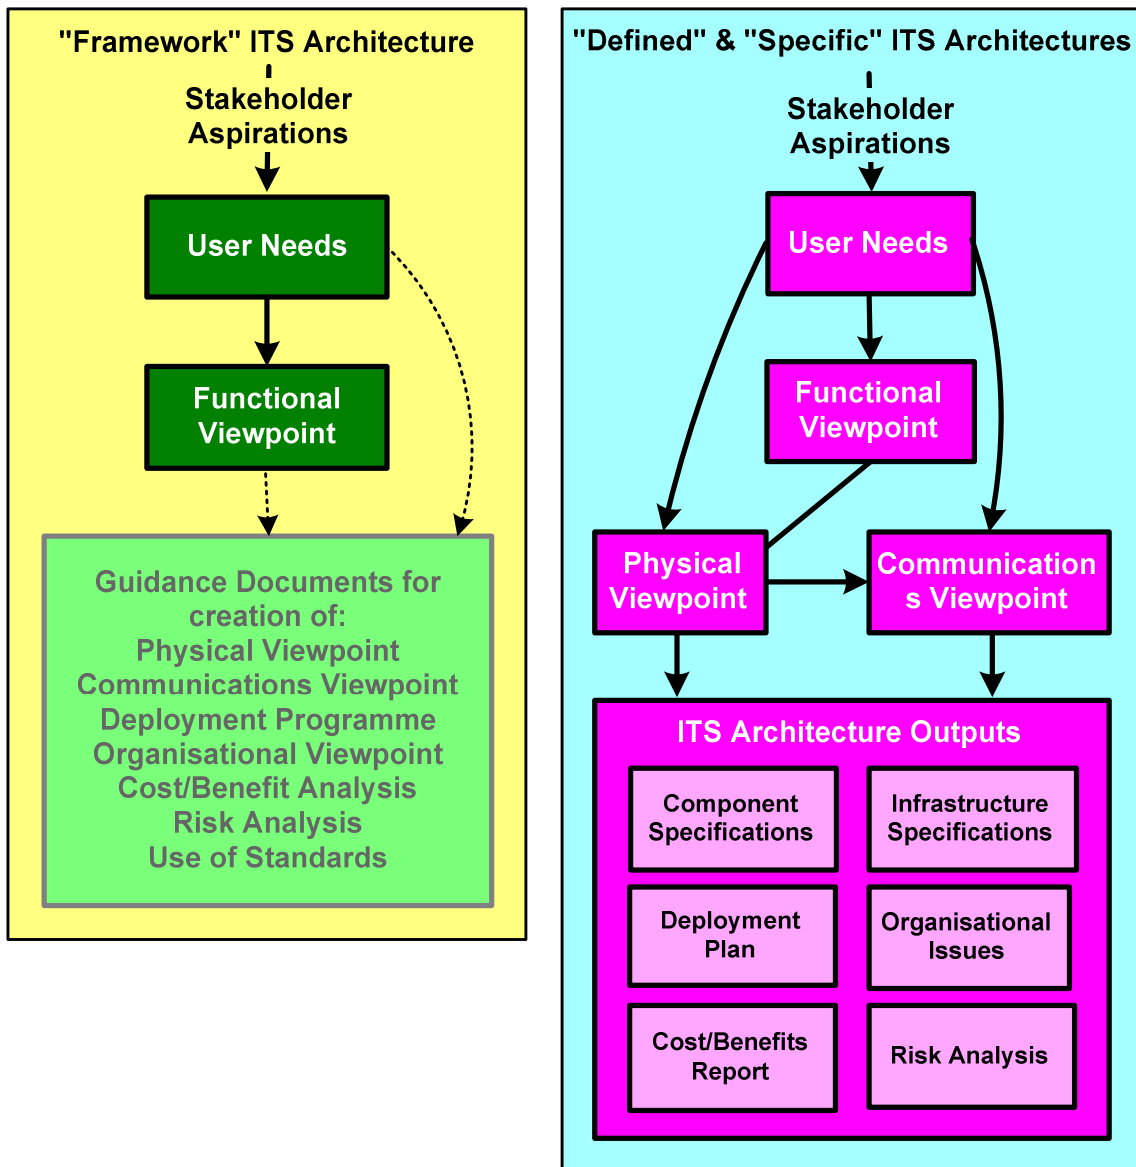 "Framework" ITS Architecture
Stakeholder
Aspirations
User Needs
Functional
Viewpoint
Guidance Documents for
creation of:
Physical Viewpoint
Communications Viewpoint
Deployment Programme
Organisational Viewpoint
Cost/Benefit Analysis
Risk Analysis
Use of Standards
"Defined" & "Specific" ITS Architectures
Stakeholder
Aspirations
User Needs
Functional
Viewpoint
Physical
Viewpoint
Communication
s Viewpoint
ITS Architecture Outputs
Component
Specifications
Infrastructure
Specifications
Deployment
Plan
Organisational
Issues
Cost/Benefits
Report
Risk Analysis